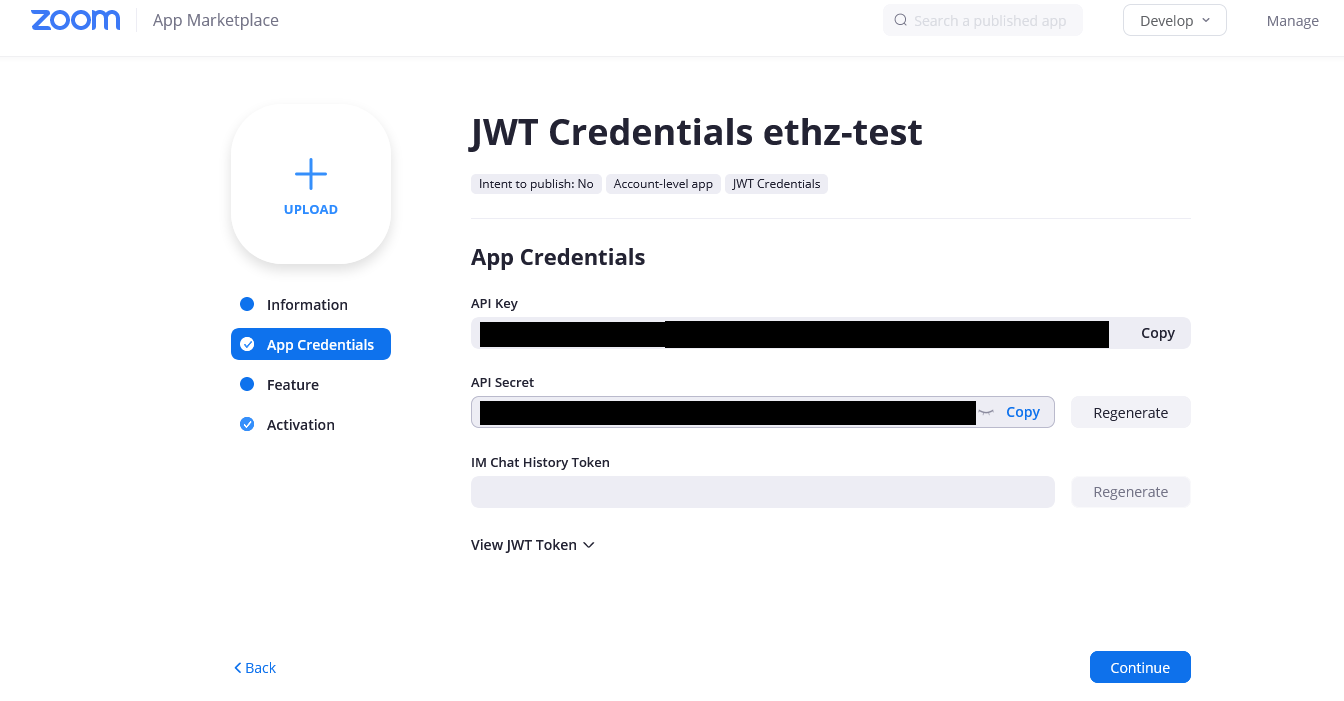 zoom App Marketplace Search a published app Develop Manage
UPLOAD
Information
App Credentials
Feature
Activation
JWT Credentials ethz-test
Intent to publish: No Account-level app JWT Credentials
App Credentials
API Key
Copy
API Secret
Copy Regenerate
IM Chat History Token
Regenerate
View JWT Token
Back Continue